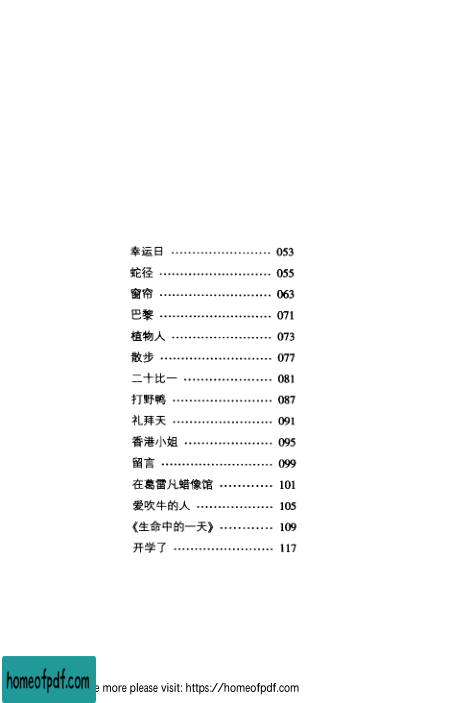 幸运日 ························ 053
蛇径 ··························· 055
窗帘 ··························· 063
巴黎 ··························· 071
植物人 ························ 073
散步 ··························· 077
二十比一 ····················· 081
打野鸭 ························ 087
礼拜天 ························ 091
香港小姐 ····················· 095
留言 ··························· 099
在葛雷凡蜡像馆 ············· 101
爱吹牛的人 ·················· 105
《生命中的一天》 ············· 109
开学了 ························ 117
homeofpdf.com
more please visit: https://homeofpdf.com